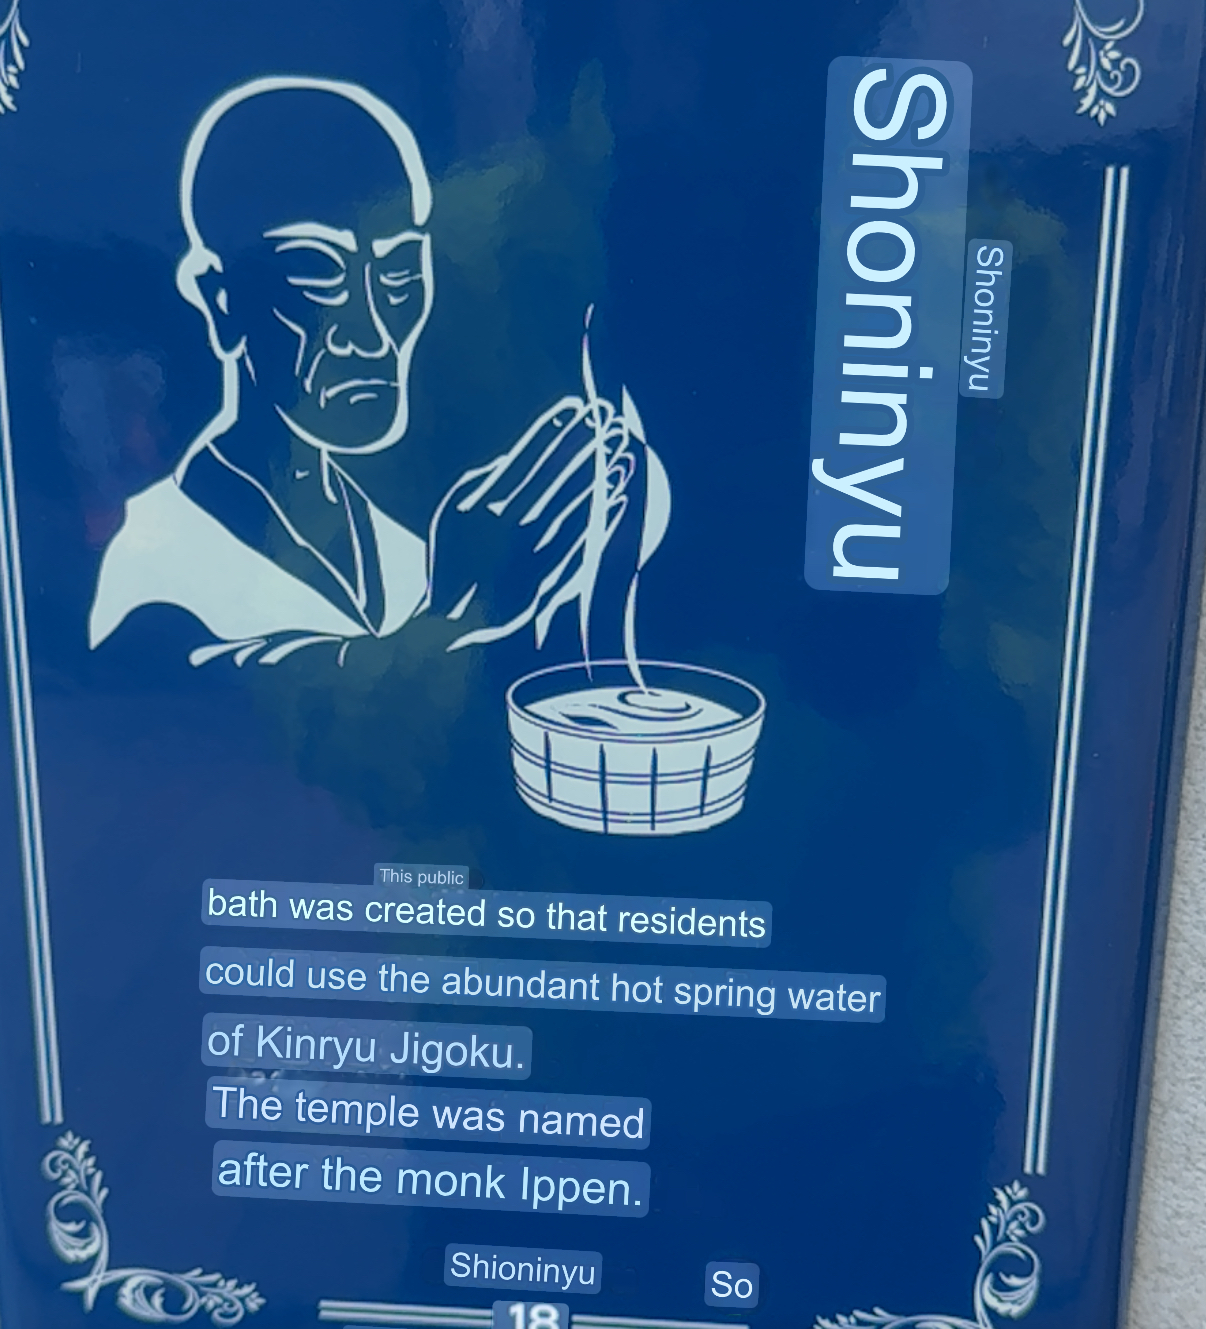 Shoninyu
Shoninyu
This public
bath was created so that residents
could use the abundant hot spring water
of Kinryu Jigoku.
The temple was named
after the monk Ippen.
Shioninyu
So
18